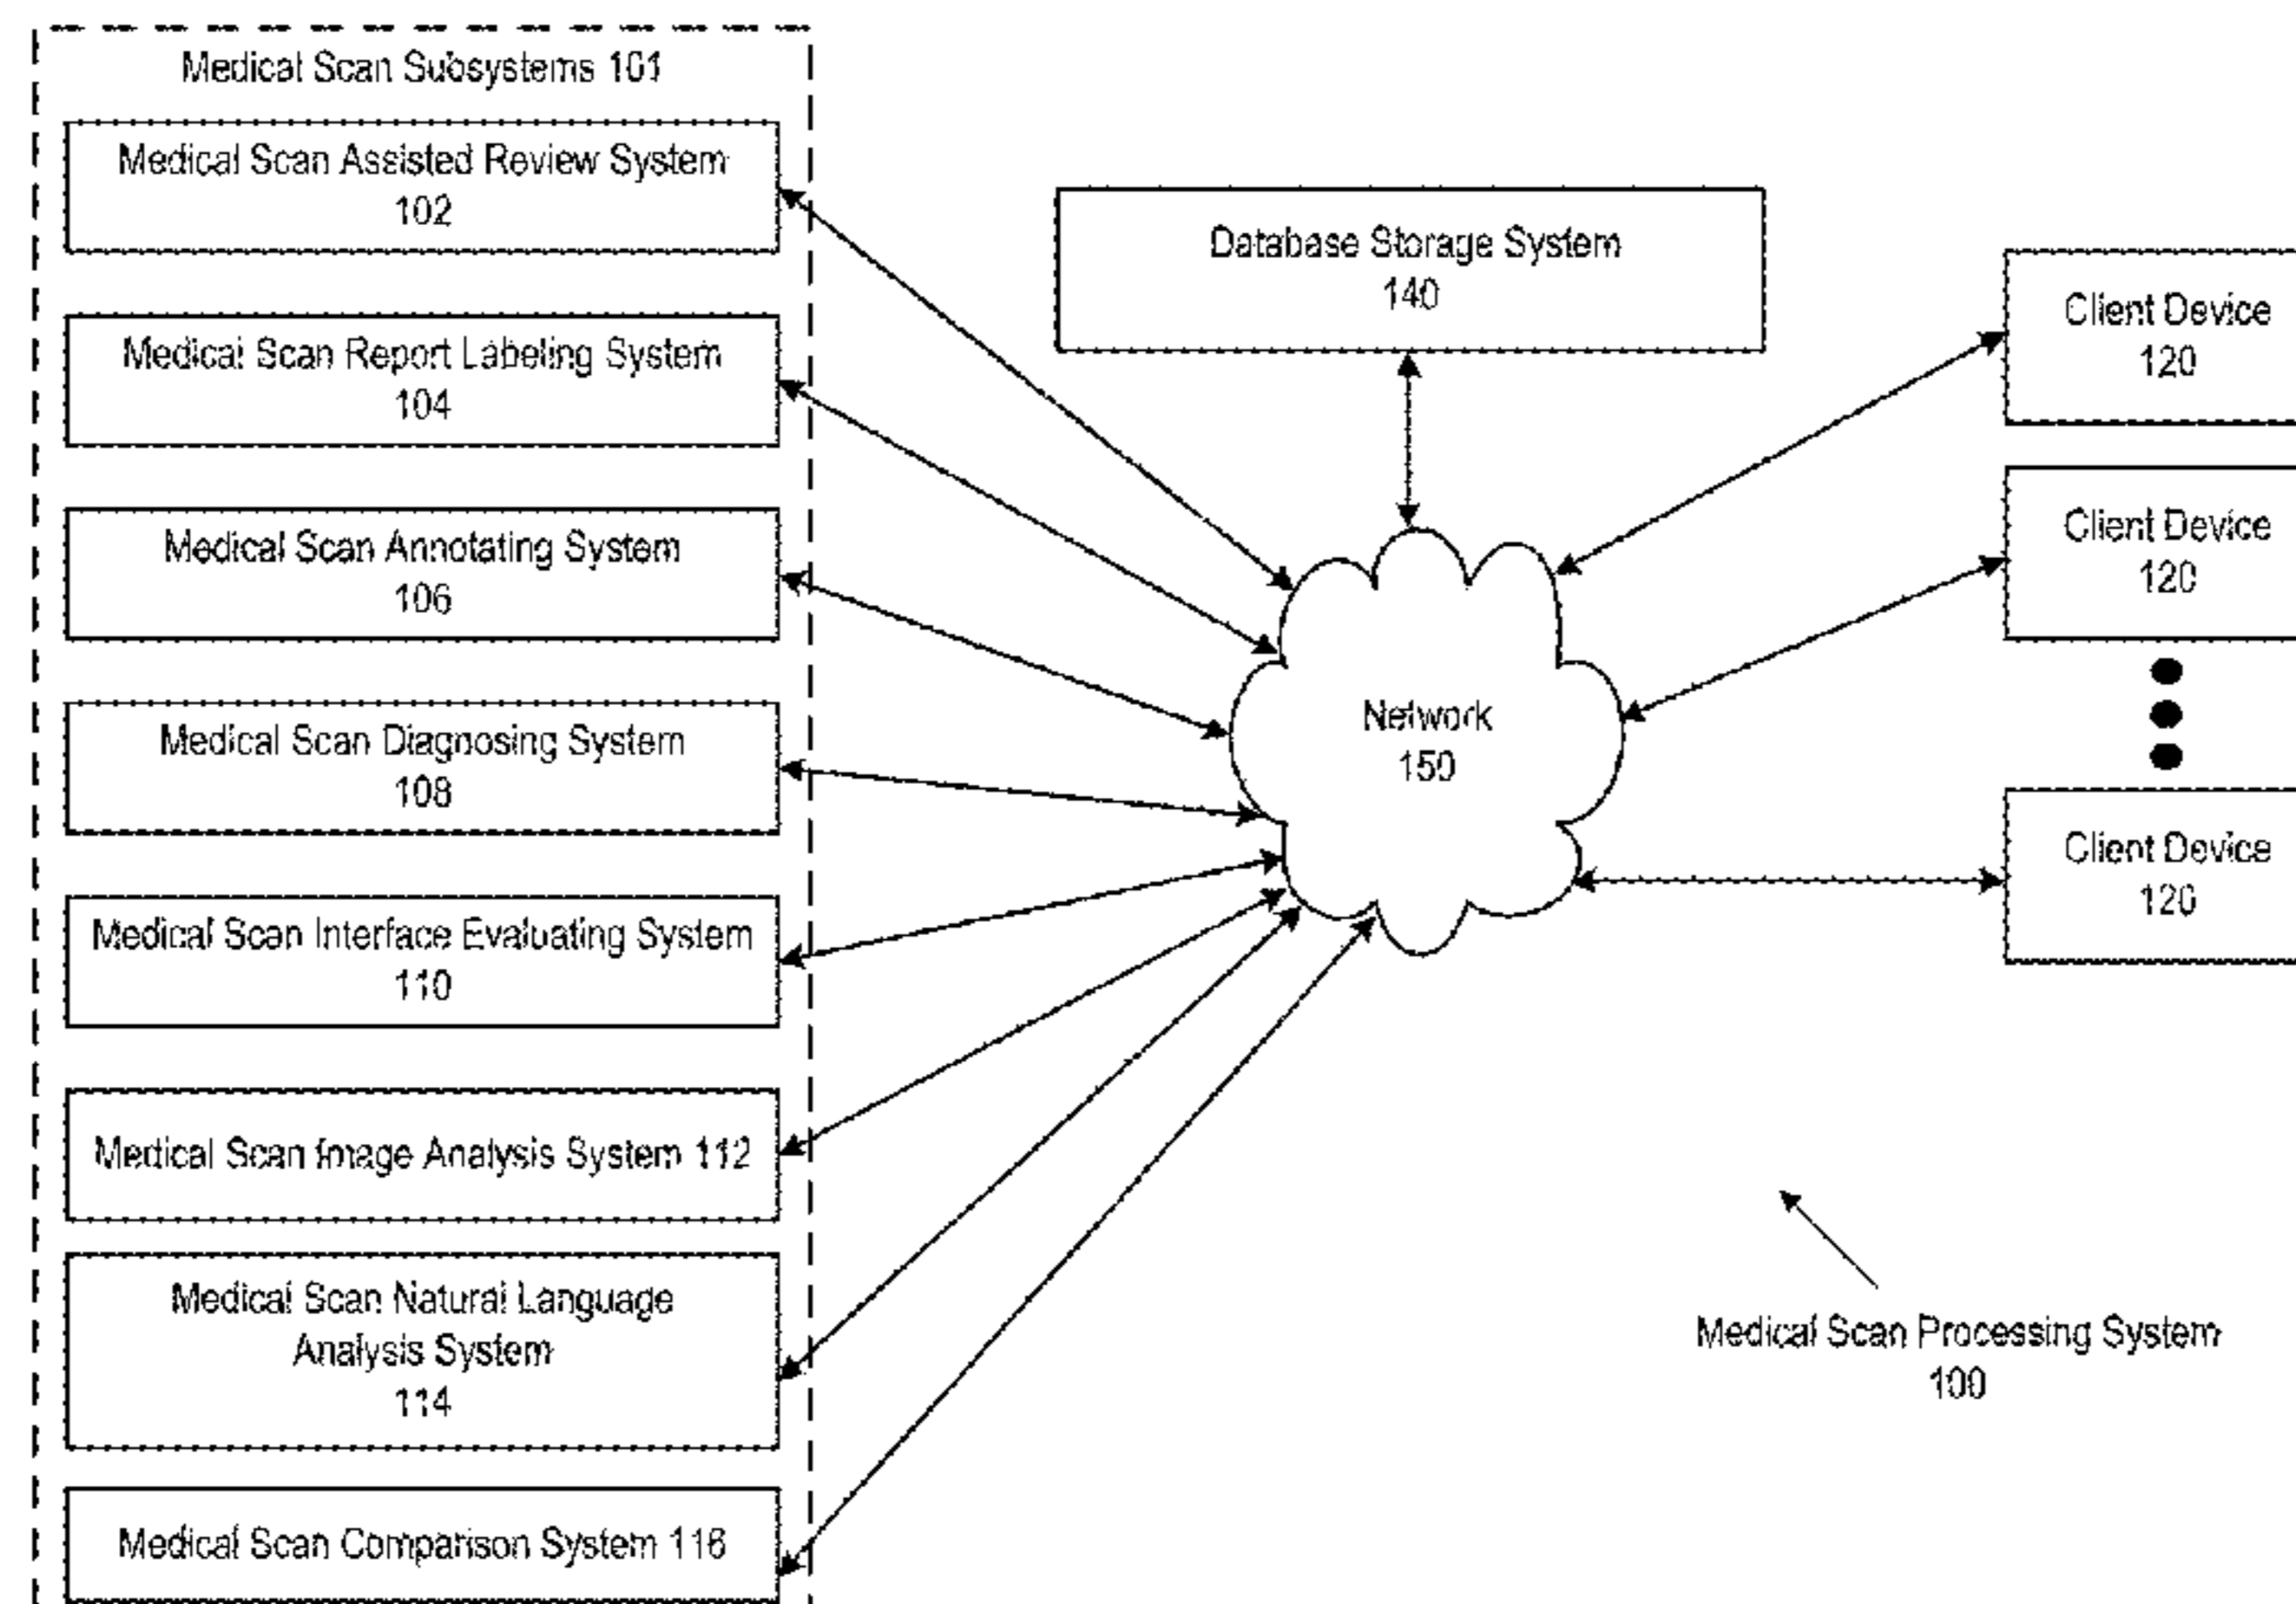 Medical Scan Subsystems 101
Medical Scan Assisted Review System
102
Medical Scan Report Labeling System
104
Medical Scan Annotating System
106
Medical Scan Diagnosing System
108
Medical Scan Interface Evaluating System
110
Medical Scan Image Analysis System 112
Medical Scan Natural Language
Analysis System
114
Medical Scan Comparison System 116
Database Storage System
140
Network
150
Client Device
120
Client Device
120
Client Device
120
Medical Scan Processing System
100